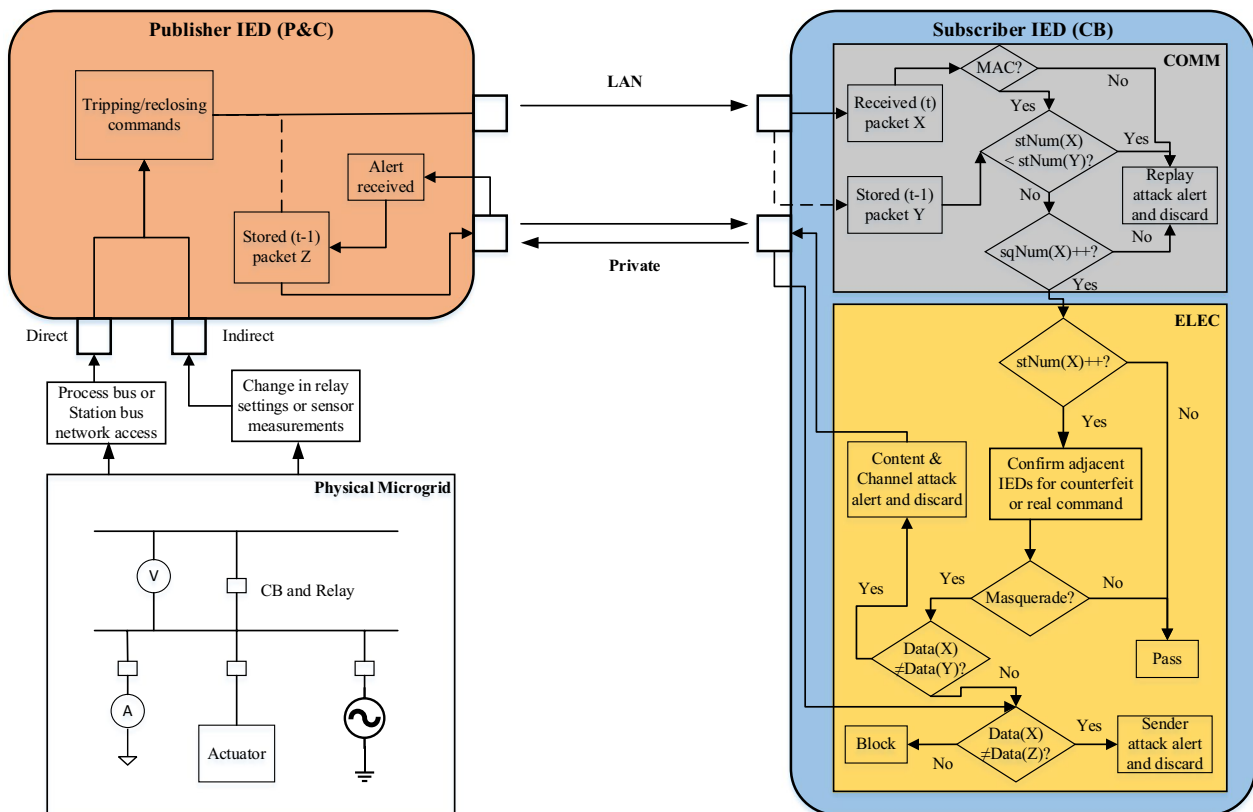 Publisher IED (P&C)
Tripping/reclosing
commands
Alert
received
Stored (t-1)
packet Z
Direct
Indirect
Process bus or
Station bus
network access
Change in relay
settings or sensor
measurements
Physical Microgrid
V
CB and Relay
A
Actuator
LAN
Private
Subscriber IED (CB)
COMM
MAC?
No
Received (t)
packet X
Yes
stNum(X)
< stNum(Y)?
Yes
Stored (t-1)
packet Y
Replay
attack alert
and discard
No
sqNum(X)++?
No
Yes
ELEC
stNum(X)++?
No
Yes
Content &
Channel attack
alert and discard
Confirm adjacent
IEDs for counterfeit
or real command
Yes
Yes
Masquerade?
No
Data(X)
≠Data(Y)?
No
Pass
Block
No
Data(X)
≠Data(Z)?
Yes
Sender
attack alert
and discard